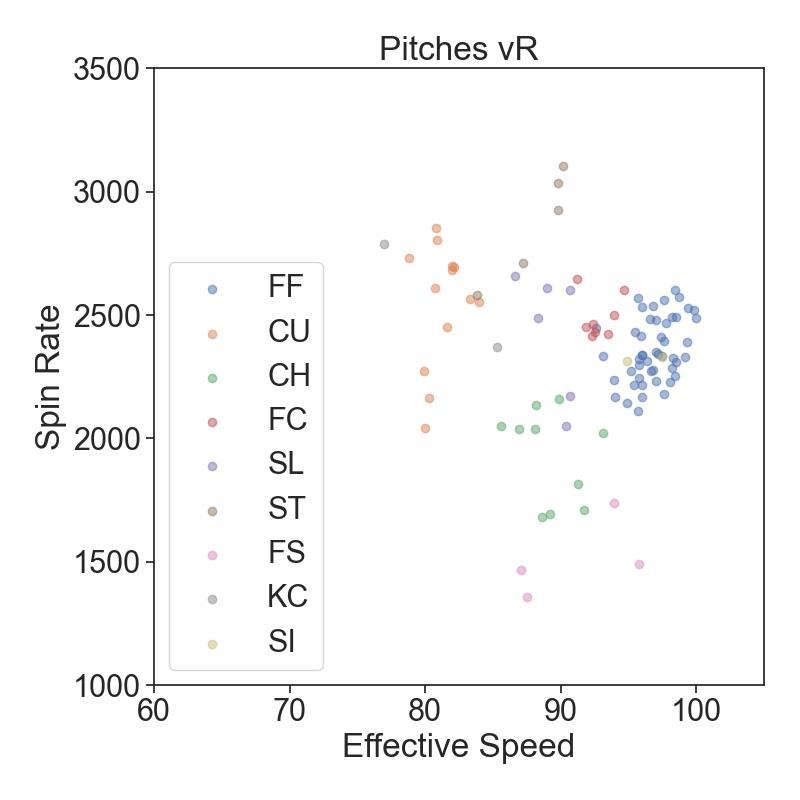 Pitches vR
3500
3000
2500
2000
1500
1000
Spin Rate
FF
CU
CH
FC
SL
ST
FS
KC
SI
60 70 80 90 100
Effective Speed